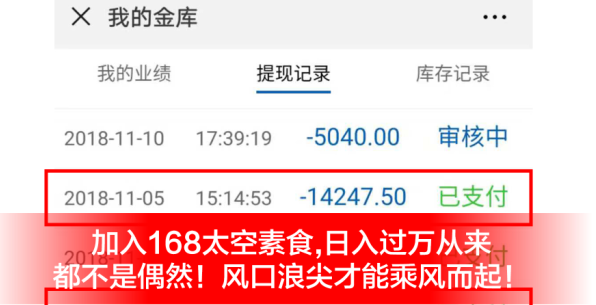 我的金库
我的业绩 提现记录 库存记录
2018-11-10 17:39:19 -5040.00 审核中
2018-11-05 15:14:53 -14247.50 已支付
加入168太空素食,日入过万从来
都不是偶然！风口浪尖才能乘风而起！